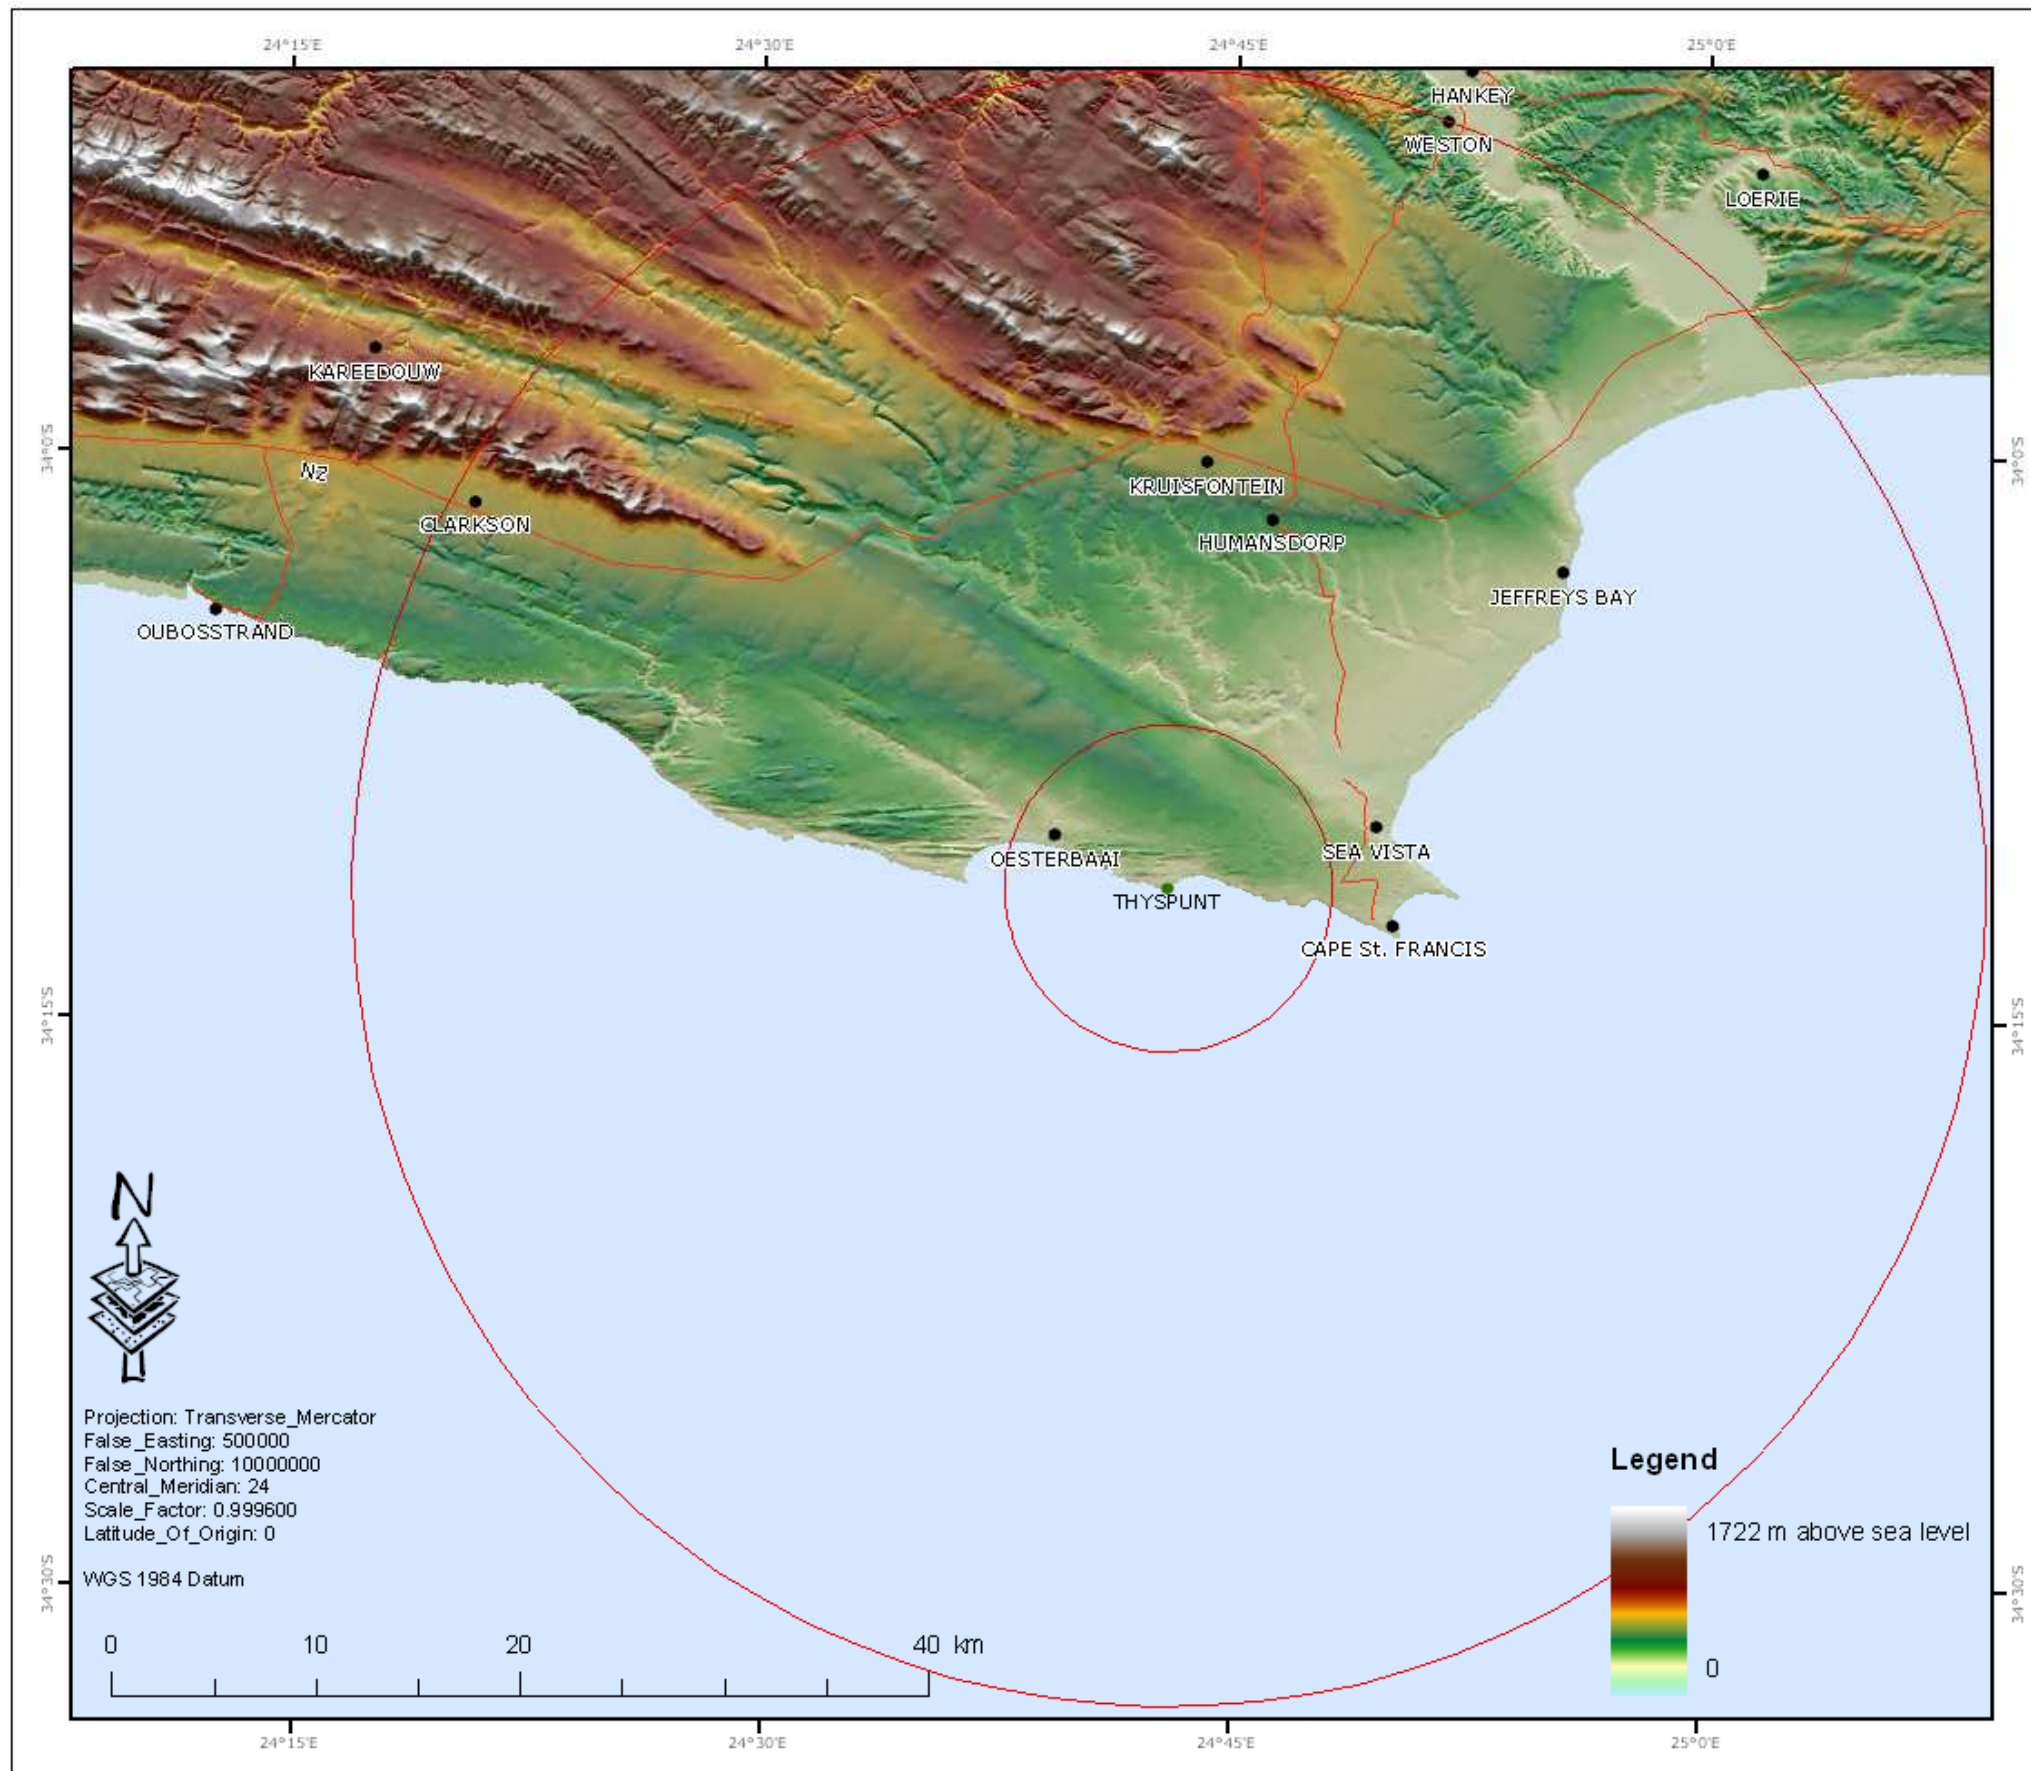 24°15'E 24°30'E 24°45'E 25°0'E
HANKEY
WESTON
LOERIE
KAREEDOUW
34°0'S
34°0'S
N2
KRUISFONTEIN
CLARKSON
HUMANSDORP
JEFFREYS BAY
OUBOSSTRAND
SEA VISTA
OESTERBAAI
THYSPUNT
CAPE St. FRANCIS
34°15'S
34°15'S
N
Projection: Transverse_Mercator
False_Easting: 500000
False_Northing: 10000000
Central_Meridian: 24
Scale_Factor: 0.999600
Latitude_Of_Origin: 0
WGS 1984 Datum
34°30'S
34°30'S
Legend
1722 m above sea level
0
0 10 20 40 km
24°15'E 24°30'E 24°45'E 25°0'E